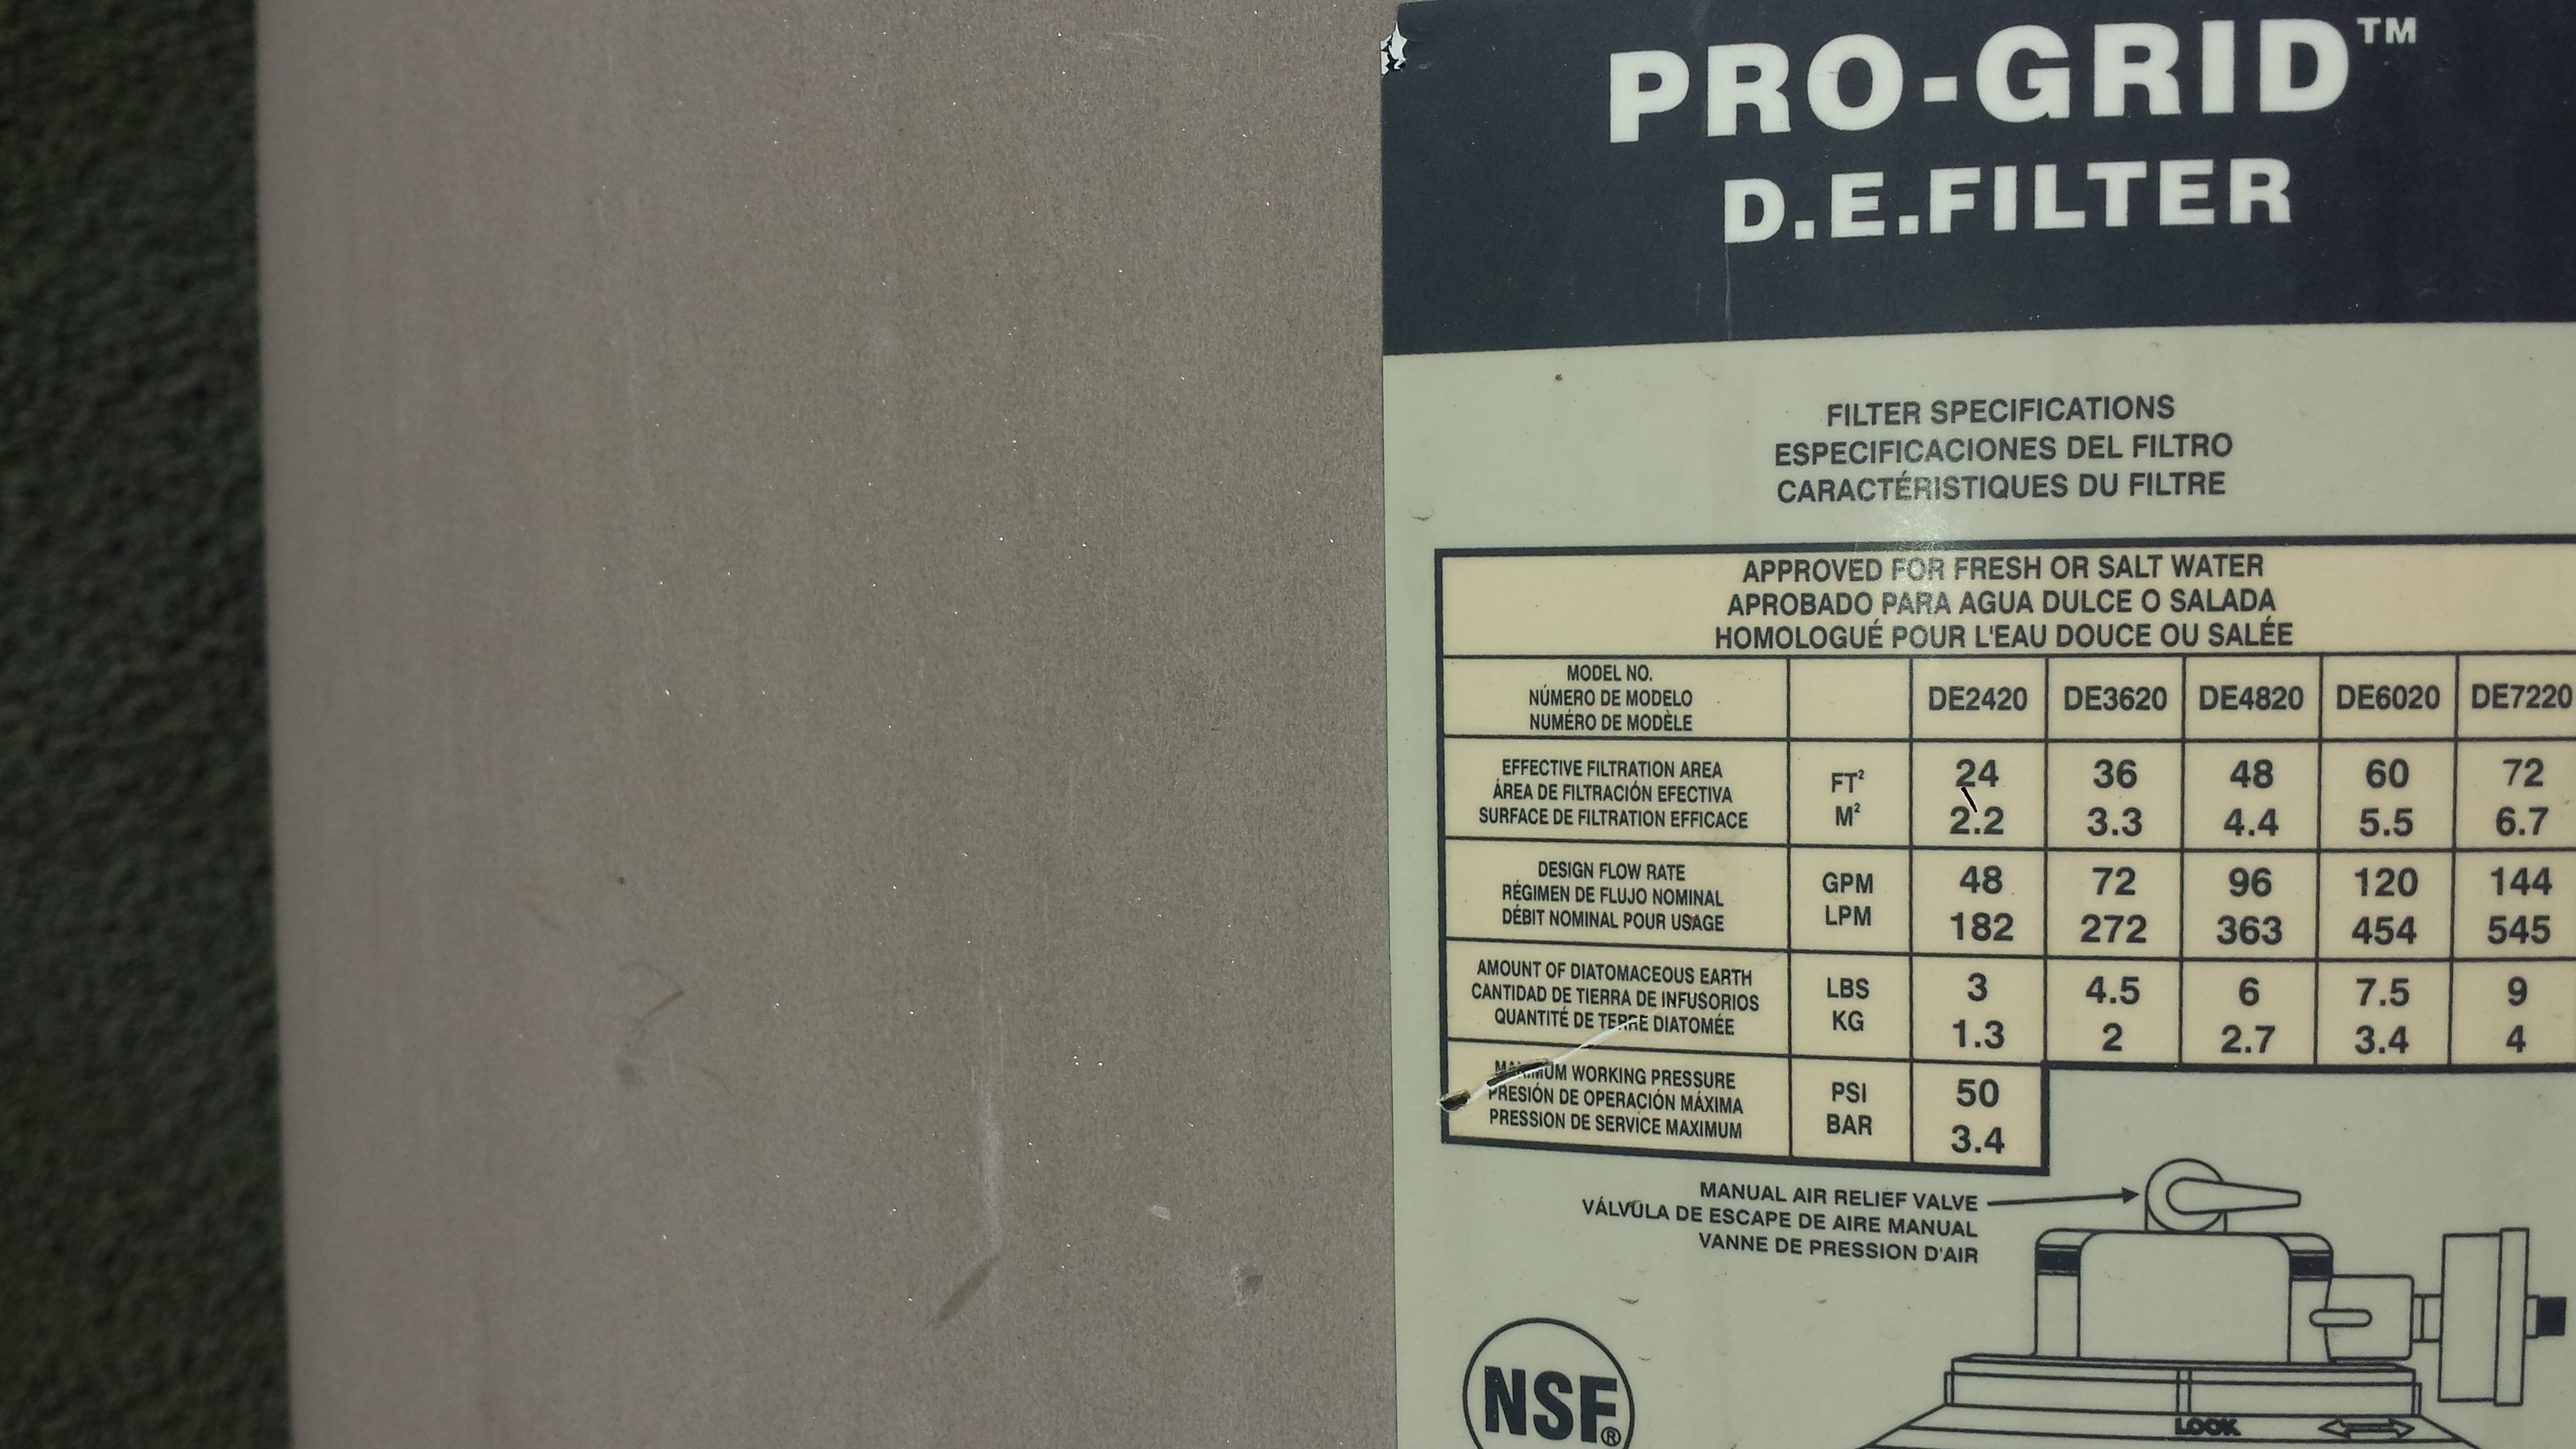 PRO-GRID™
D.E.FILTER
FILTER SPECIFICATIONS
ESPECIFICACIONES DEL FILTRO
CARACTÉRISTIQUES DU FILTRE
APPROVED FOR FRESH OR SALT WATER
APROBADO PARA AGUA DULCE O SALADA
HOMOLOGUÉ POUR L'EAU DOUCE OU SALÉE
MODEL NO.
NÚMERO DE MODELO
NUMÉRO DE MODÈLE
DE2420 DE3620 DE4820 DE6020 DE7220
EFFECTIVE FILTRATION AREA
ÁREA DE FILTRACIÓN EFECTIVA
SURFACE DE FILTRATION EFFICACE
FT² 24 36 48 60 72
M² 2.2 3.3 4.4 5.5 6.7
DESIGN FLOW RATE
RÉGIMEN DE FLUJO NOMINAL
DÉBIT NOMINAL POUR USAGE
GPM 48 72 96 120 144
LPM 182 272 363 454 545
AMOUNT OF DIATOMACEOUS EARTH
CANTIDAD DE TIERRA DE INFUSORIOS
QUANTITÉ DE TERRE DIATOMÉE
LBS 3 4.5 6 7.5 9
KG 1.3 2 2.7 3.4 4
MAXIMUM WORKING PRESSURE
PRESIÓN DE OPERACIÓN MÁXIMA
PRESSION DE SERVICE MAXIMUM
PSI 50
BAR 3.4
MANUAL AIR RELIEF VALVE
VÁLVULA DE ESCAPE DE AIRE MANUAL
VANNE DE PRESSION D'AIR
NSF®
LOOK